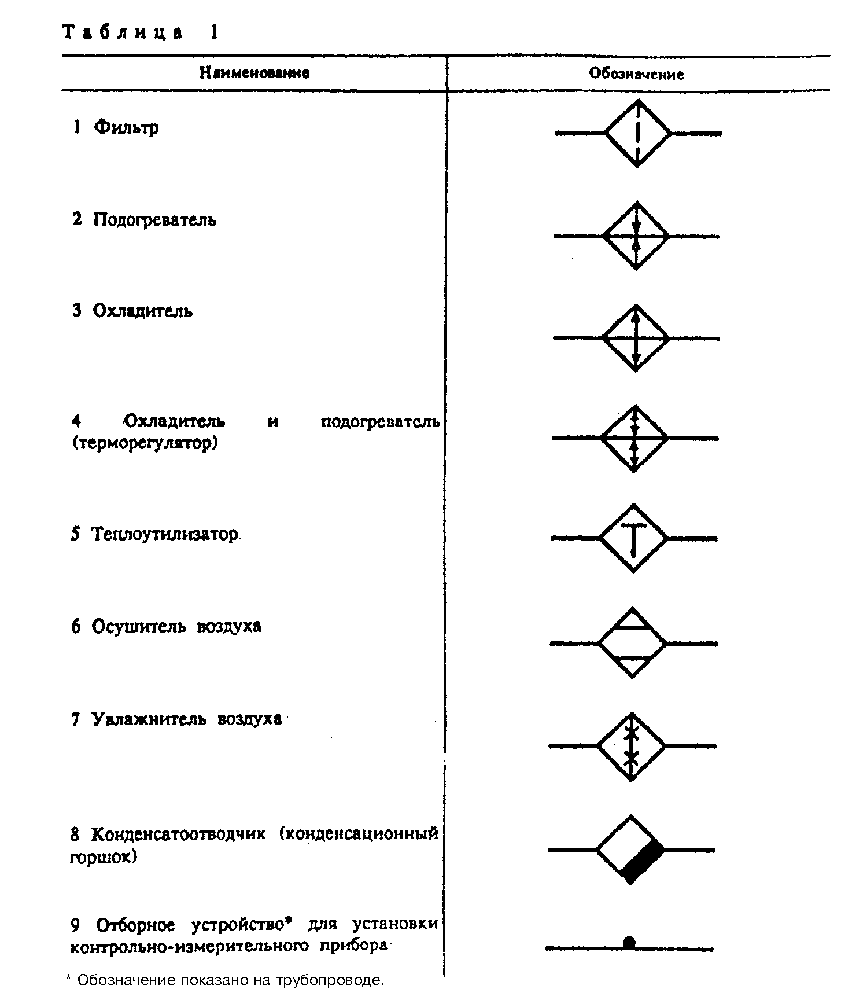 Таблица 1
Наименование Обозначение
1 Фильтр
2 Подогреватель
3 Охладитель
4 Охладитель и подогреватель
(терморегулятор)
5 Теплоутилизатор
T
6 Осушитель воздуха
7 Увлажнитель воздуха
8 Конденсатоотводчик (конденсационный
горшок)
9 Отборное устройство* для установки
контрольно-измерительного прибора
* Обозначение показано на трубопроводе.